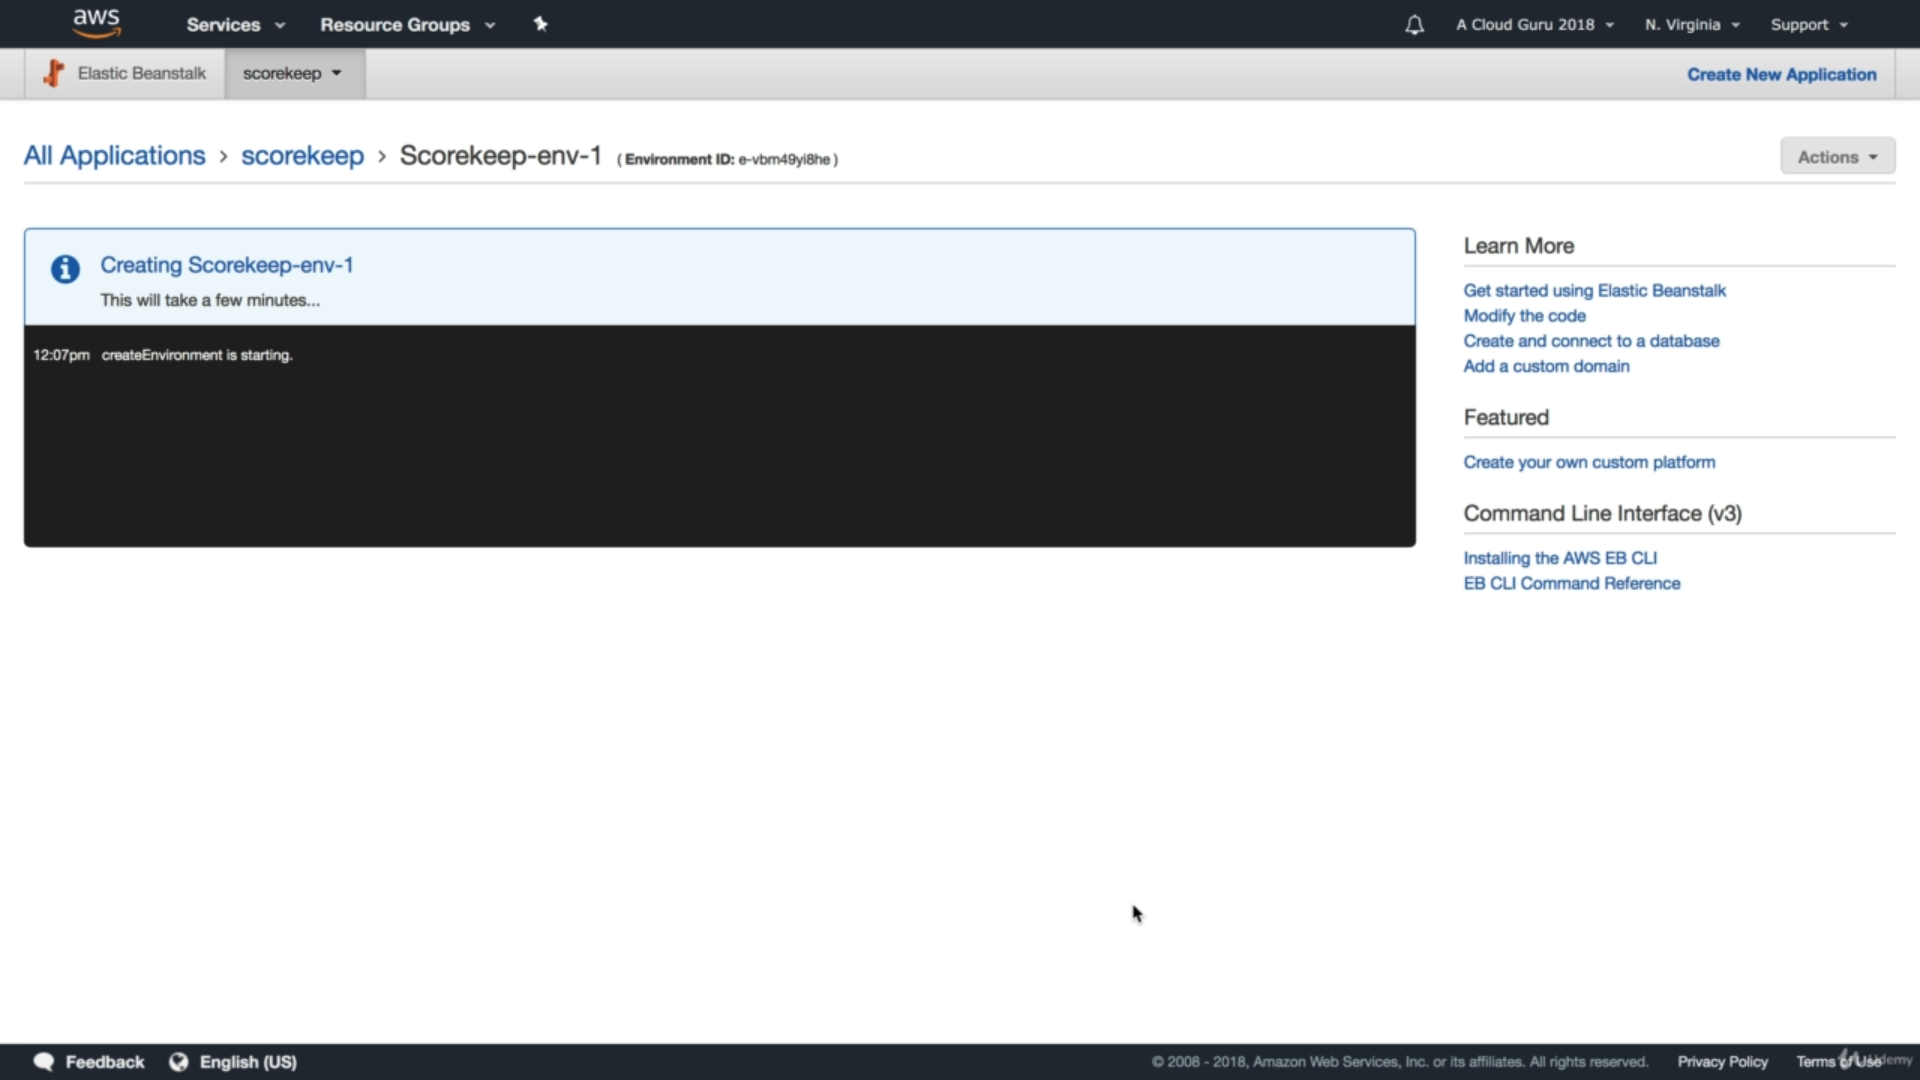 aws
Services
Resource Groups
A Cloud Guru 2018
N. Virginia
Support
Elastic Beanstalk
scorekeep
Create New Application
All Applications › scorekeep › Scorekeep-env-1 ( Environment ID: e-vbm49yi8he )
Actions
Creating Scorekeep-env-1
This will take a few minutes...
12:07pm createEnvironment is starting.
Learn More
Get started using Elastic Beanstalk
Modify the code
Create and connect to a database
Add a custom domain
Featured
Create your own custom platform
Command Line Interface (v3)
Installing the AWS EB CLI
EB CLI Command Reference
Feedback
English (US)
© 2008 - 2018, Amazon Web Services, Inc. or its affiliates. All rights reserved.
Privacy Policy
Terms of Use